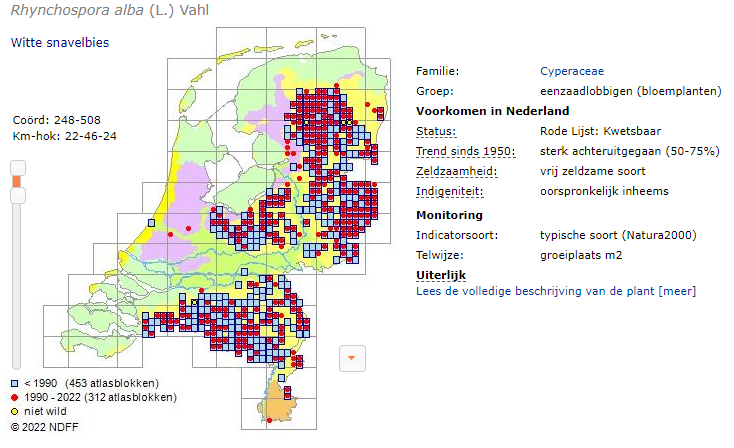 Rhynchospora alba (L.) Vahl
Witte snavelbies
Coörd: 248-508
Km-hok: 22-46-24
Familie: Cyperaceae
Groep: eenzaadlobbigen (bloemplanten)
Voorkomen in Nederland
Status: Rode Lijst: Kwetsbaar
Trend sinds 1950: sterk achteruitgegaan (50-75%)
Zeldzaamheid: vrij zeldzame soort
Indigeniteit: oorspronkelijk inheems
Monitoring
Indicatorsoort: typische soort (Natura2000)
Telwijze: groeiplaats m2
Uiterlijk
Lees de volledige beschrijving van de plant [meer]
< 1990 (453 atlasblokken)
1990 - 2022 (312 atlasblokken)
niet wild
© 2022 NDFF